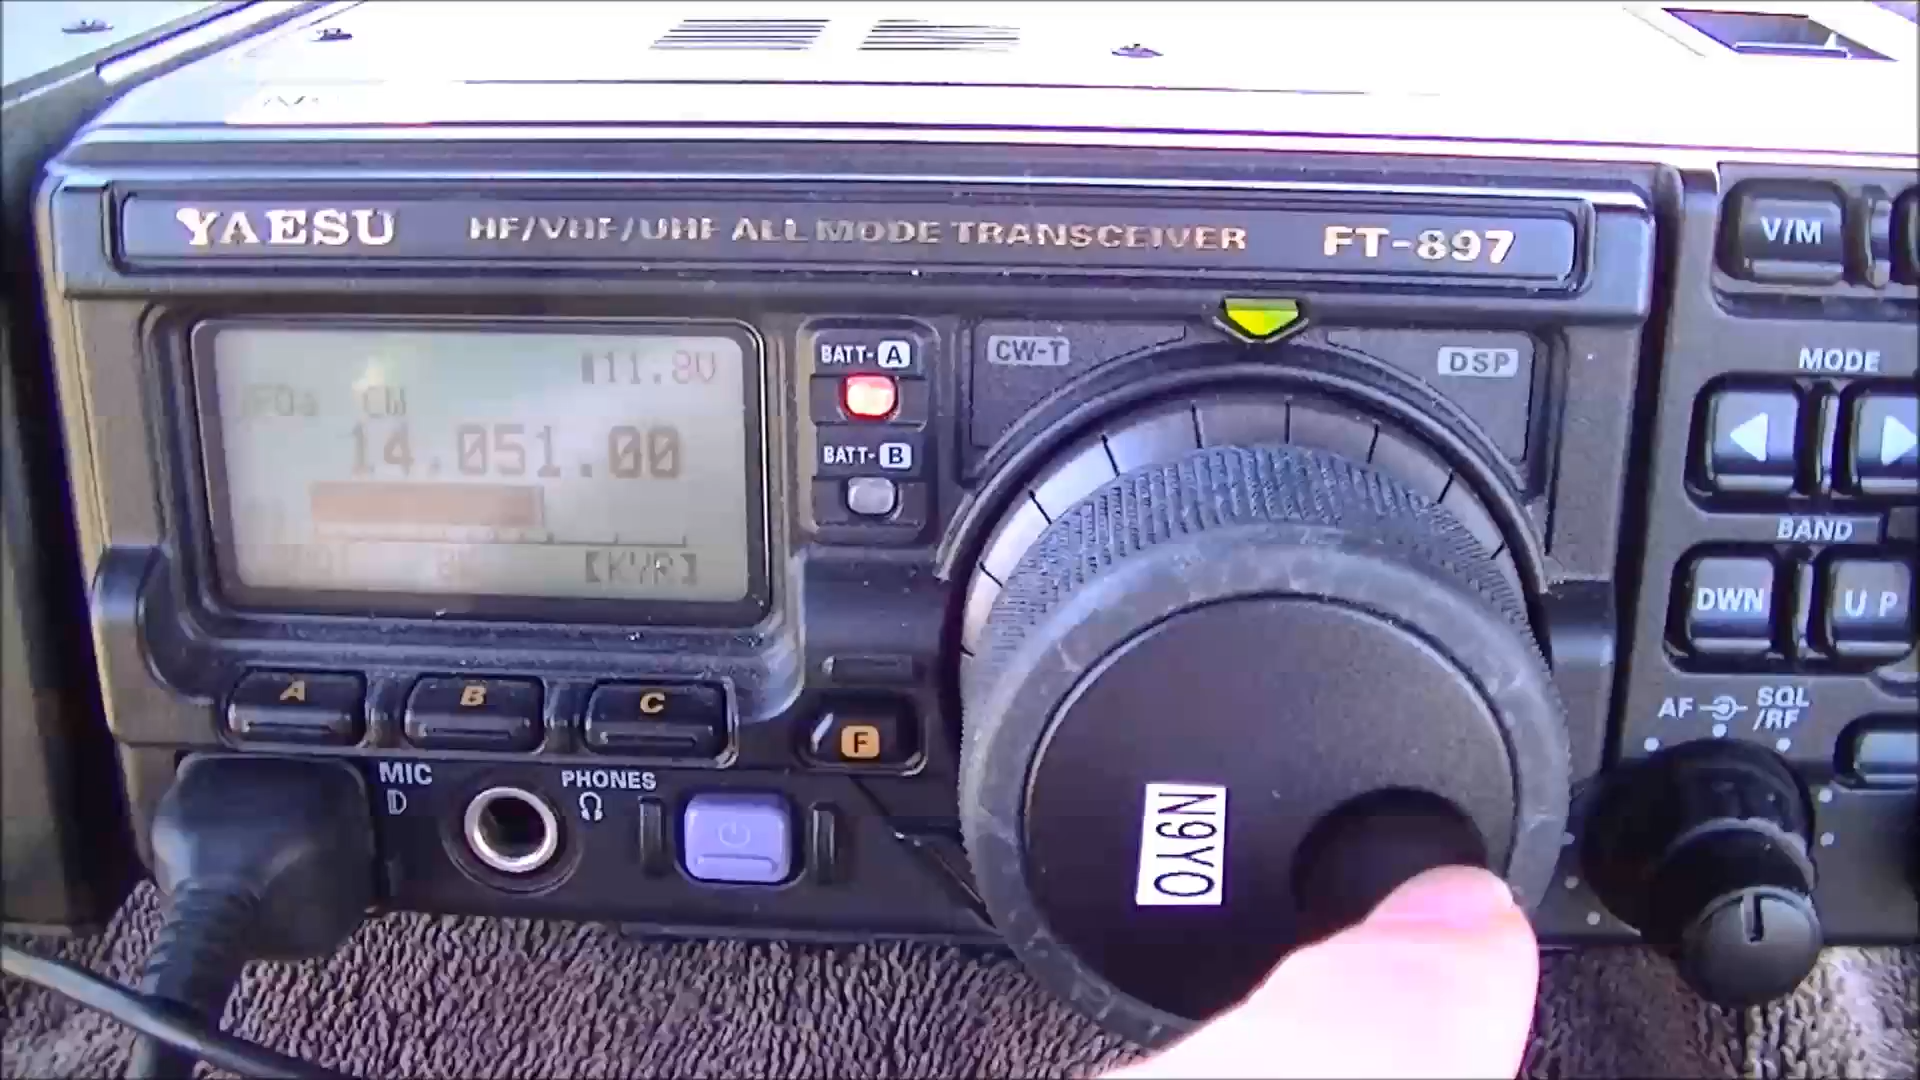 YAESU HF/VHF/UHF ALL MODE TRANSCEIVER FT-897
V/M
11.8V
CW
14.051.00
[KYR]
BATT-A
BATT-B
CW-T
DSP
MODE
BAND
DWN
UP
A
B
C
F
AF
SQL
/RF
MIC
PHONES
N9YO